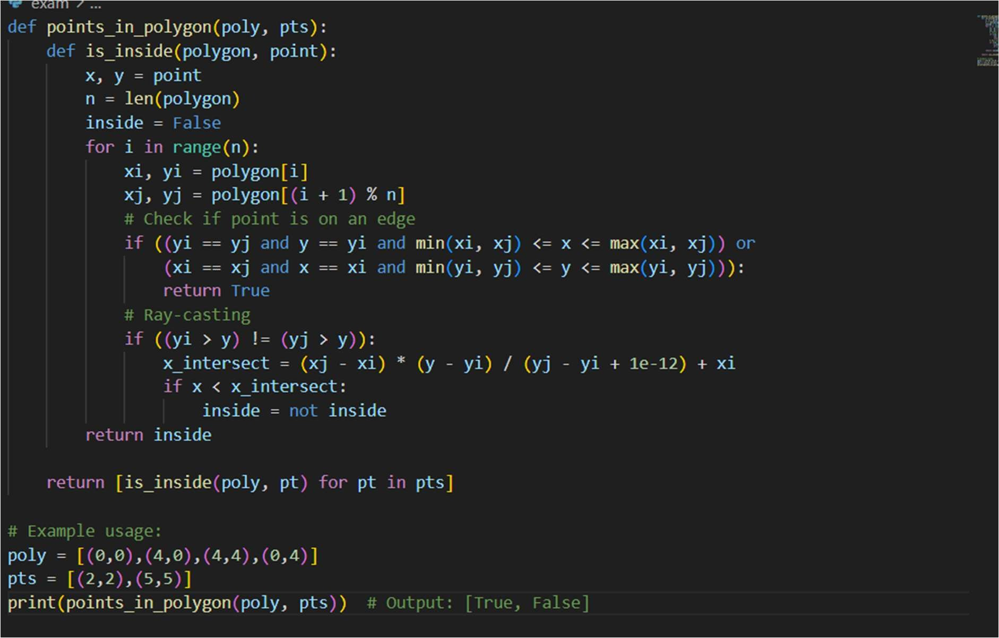 exam > ...
def points_in_polygon(poly, pts):
    def is_inside(polygon, point):
        x, y = point
        n = len(polygon)
        inside = False
        for i in range(n):
            xi, yi = polygon[i]
            xj, yj = polygon[(i + 1) % n]
            # Check if point is on an edge
            if ((yi == yj and y == yi and min(xi, xj) <= x <= max(xi, xj)) or
                (xi == xj and x == xi and min(yi, yj) <= y <= max(yi, yj))):
                return True
            # Ray-casting
            if ((yi > y) != (yj > y)):
                x_intersect = (xj - xi) * (y - yi) / (yj - yi + 1e-12) + xi
                if x < x_intersect:
                    inside = not inside
        return inside
    return [is_inside(poly, pt) for pt in pts]
# Example usage:
poly = [(0,0),(4,0),(4,4),(0,4)]
pts = [(2,2),(5,5)]
print(points_in_polygon(poly, pts))  # Output: [True, False]